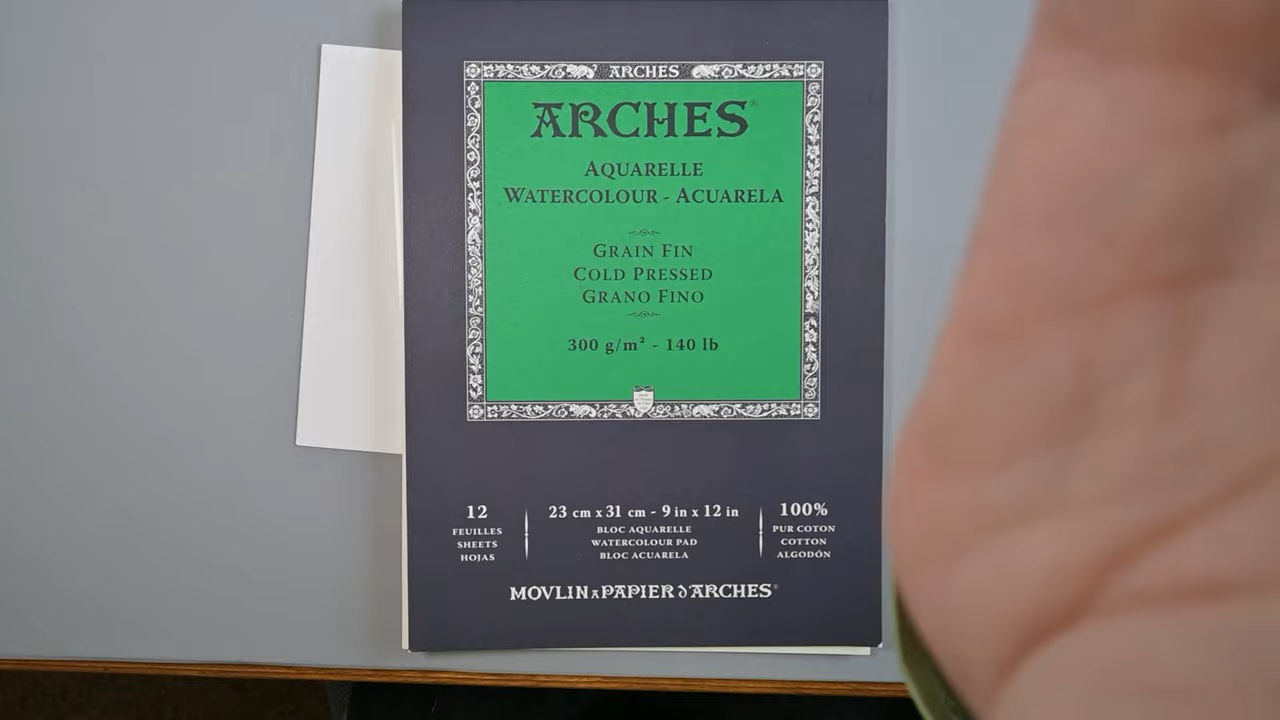 ARCHES
ARCHES®
AQUARELLE
WATERCOLOUR - ACUARELA
GRAIN FIN
COLD PRESSED
GRANO FINO
300 g/m² - 140 lb
12
FEUILLES
SHEETS
HOJAS
23 cm x 31 cm - 9 in x 12 in
BLOC AQUARELLE
WATERCOLOUR PAD
BLOC ACUARELA
100%
PUR COTON
COTTON
ALGODÓN
MOVLIN À PAPIER d'ARCHES®